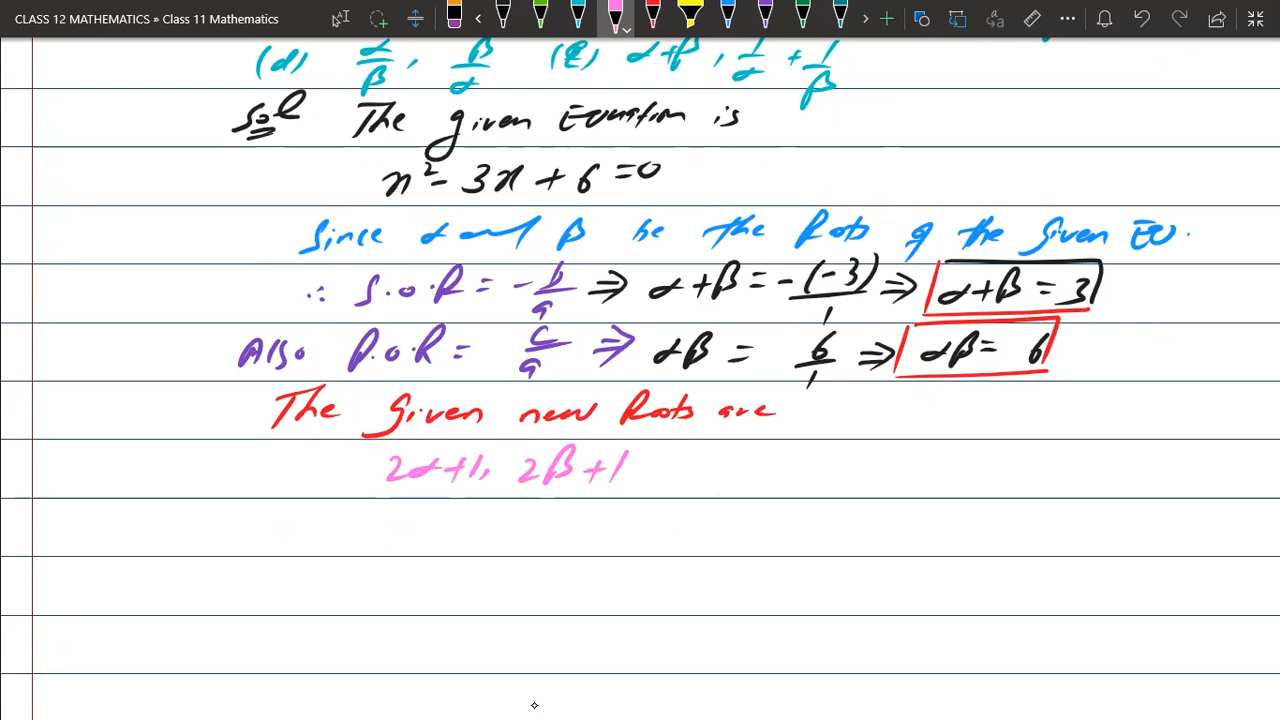 CLASS 12 MATHEMATICS » Class 11 Mathematics
(d) α/β, β/α (e) α+β, 1/α + 1/β
Sol The given Equation is
x² - 3x + 6 = 0
Since α and β be the Roots of the Given EQ.
∴ S.O.R = -b/a ⇒ α+β = -(-3)/1 ⇒ α+β = 3
Also P.O.R = c/a ⇒ αβ = 6/1 ⇒ αβ = 6
The Given new Roots are
2α+1, 2β+1